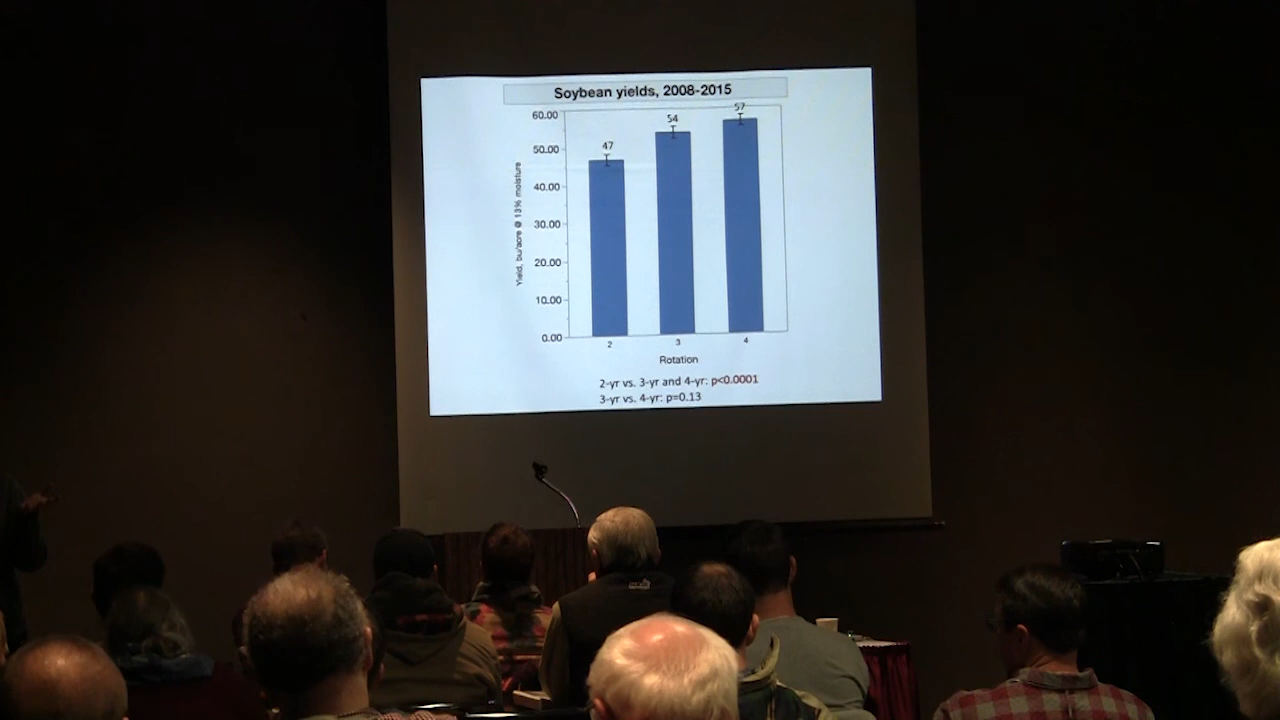 Soybean yields, 2008-2015
60.00
50.00
40.00
30.00
20.00
10.00
0.00
Yield, bu/acre @ 13% moisture
47
54
57
2
3
4
Rotation
2-yr vs. 3-yr and 4-yr: p<0.0001
3-yr vs. 4-yr: p=0.13